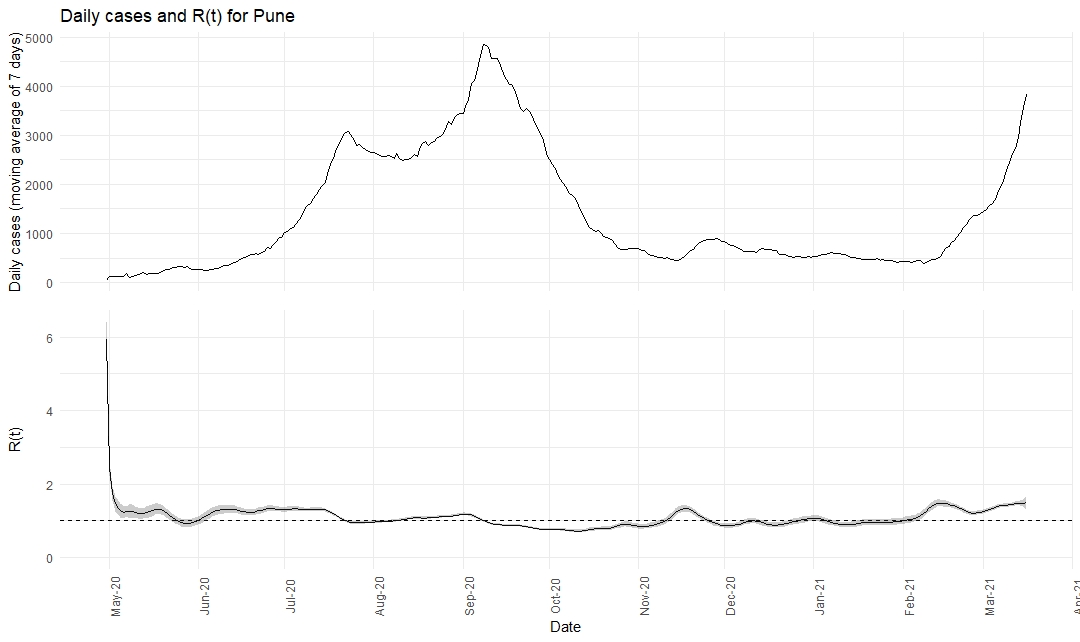 Daily cases and R(t) for Pune
Daily cases (moving average of 7 days)
5000
4000
3000
2000
1000
0
R(t)
6
4
2
0
May-20
Jun-20
Jul-20
Aug-20
Sep-20
Oct-20
Nov-20
Dec-20
Jan-21
Feb-21
Mar-21
Apr-21
Date